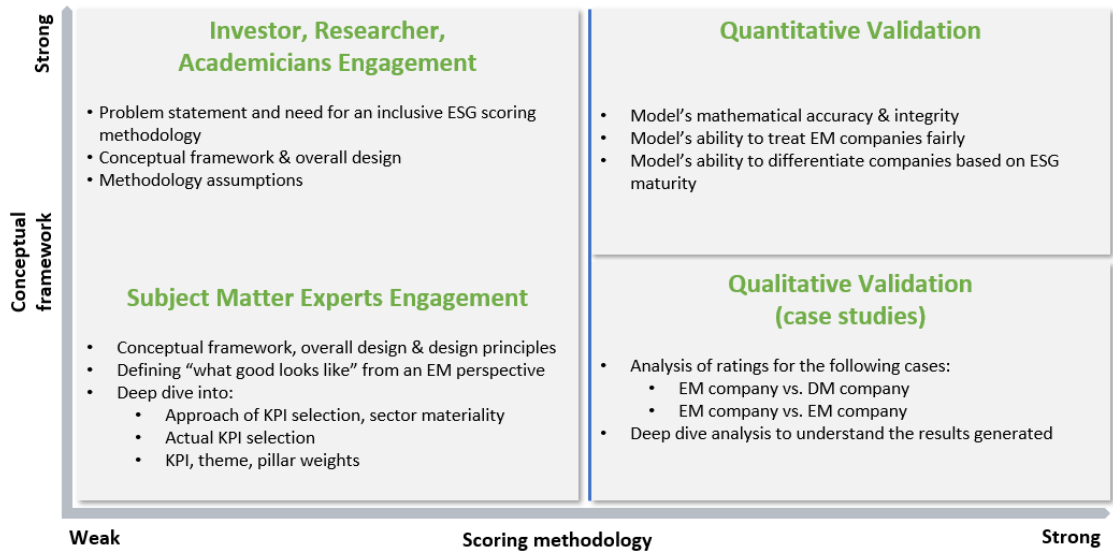 Strong
Conceptual
framework
Investor, Researcher,
Academicians Engagement
• Problem statement and need for an inclusive ESG scoring
methodology
• Conceptual framework & overall design
• Methodology assumptions
Quantitative Validation
• Model's mathematical accuracy & integrity
• Model's ability to treat EM companies fairly
• Model's ability to differentiate companies based on ESG
maturity
Subject Matter Experts Engagement
• Conceptual framework, overall design & design principles
• Defining “what good looks like” from an EM perspective
• Deep dive into:
• Approach of KPI selection, sector materiality
• Actual KPI selection
• KPI, theme, pillar weights
Qualitative Validation
(case studies)
• Analysis of ratings for the following cases:
• EM company vs. DM company
• EM company vs. EM company
• Deep dive analysis to understand the results generated
Weak
Scoring methodology
Strong